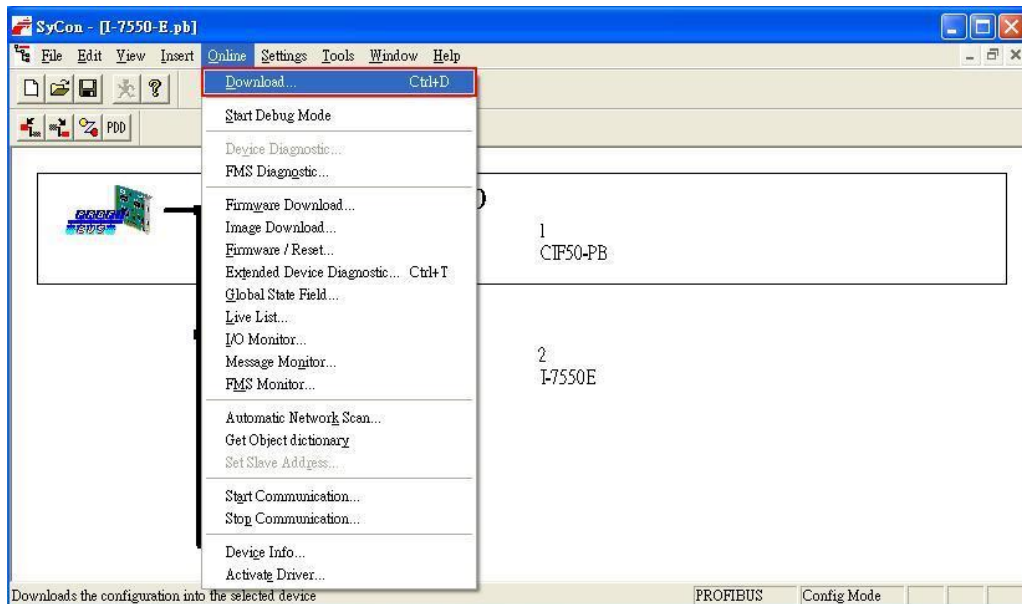 SyCon - [I-7550-E.pb]
File Edit View Insert Online Settings Tools Window Help
Download... Ctrl+D
PDD
Start Debug Mode
Device Diagnostic...
FMS Diagnostic...
Firmware Download...
Image Download...
Firmware / Reset...
Extended Device Diagnostic... Ctrl+T
Global State Field...
Live List...
I/O Monitor...
Message Monitor...
FMS Monitor...
Automatic Network Scan...
Get Object dictionary
Set Slave Address...
Start Communication...
Stop Communication...
Device Info...
Activate Driver...
1
CIF50-PB
2
I-7550E
Downloads the configuration into the selected device PROFIBUS Config Mode